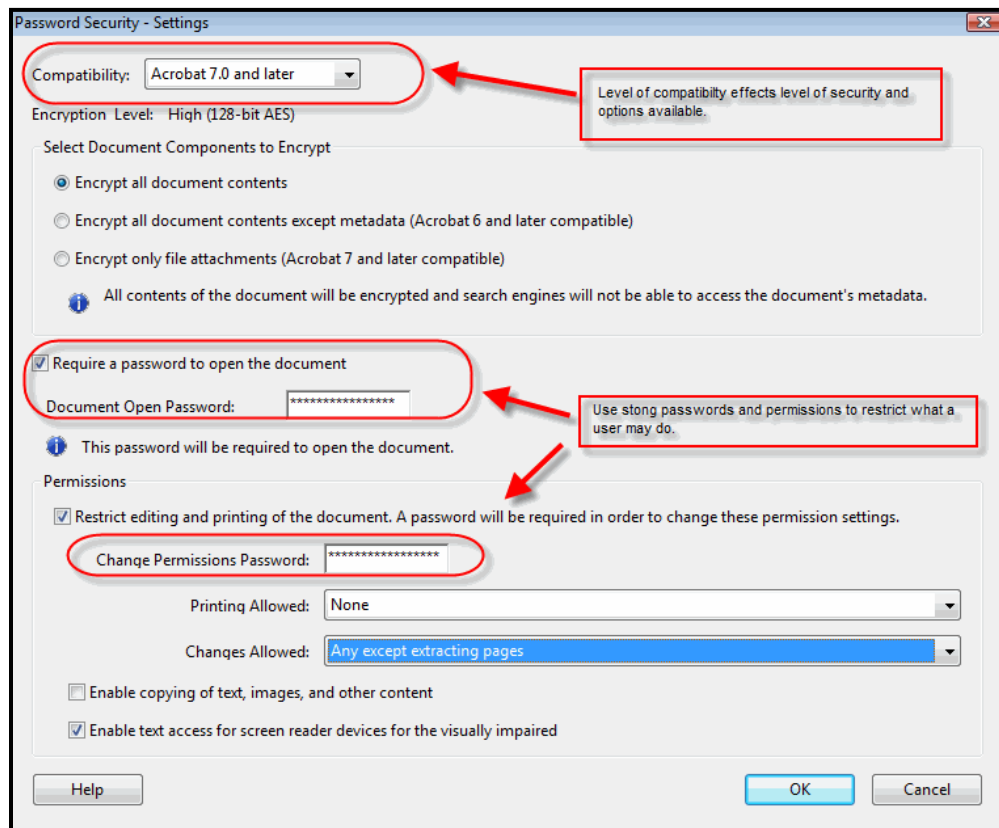 Password Security - Settings
Compatibility: Acrobat 7.0 and later
Level of compatibilty effects level of security and
options available.
Encryption Level: High (128-bit AES)
Select Document Components to Encrypt
Encrypt all document contents
Encrypt all document contents except metadata (Acrobat 6 and later compatible)
Encrypt only file attachments (Acrobat 7 and later compatible)
All contents of the document will be encrypted and search engines will not be able to access the document's metadata.
Require a password to open the document
Document Open Password: ****************
Use stong passwords and permissions to restrict what a
user may do.
This password will be required to open the document.
Permissions
Restrict editing and printing of the document. A password will be required in order to change these permission settings.
Change Permissions Password: *****************
Printing Allowed: None
Changes Allowed: Any except extracting pages
Enable copying of text, images, and other content
Enable text access for screen reader devices for the visually impaired
Help OK Cancel